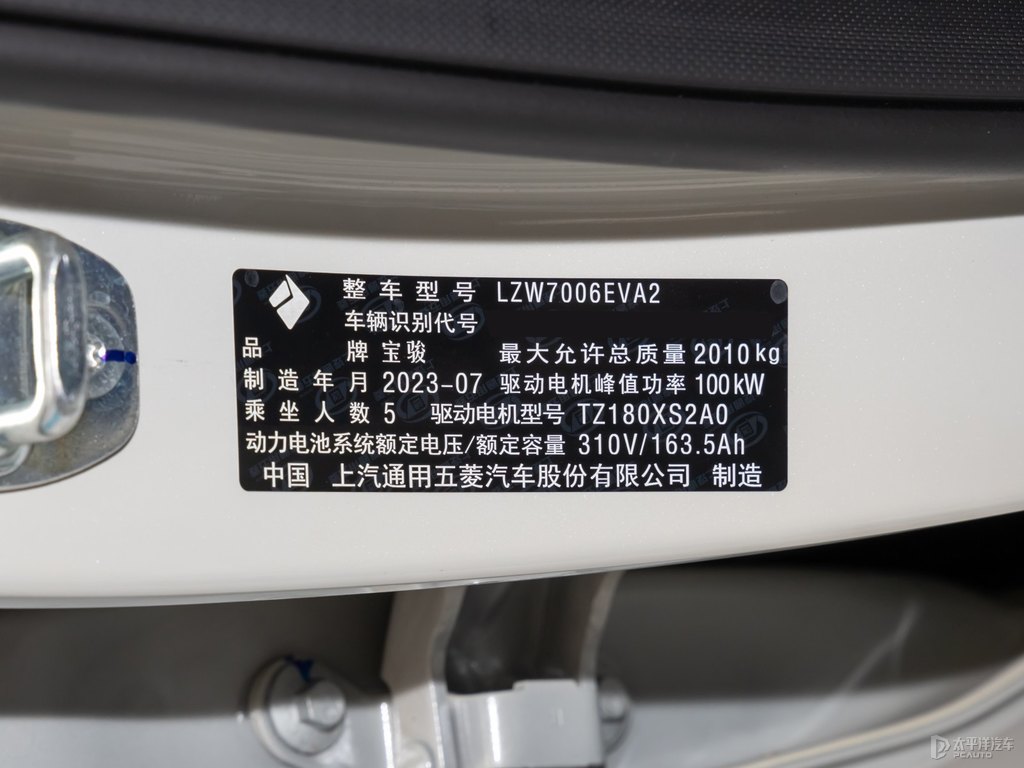 整车型号 LZW7006EVA2
车辆识别代号
品牌 宝骏 最大允许总质量 2010kg
制造年月 2023-07 驱动电机峰值功率 100kW
乘坐人数 5 驱动电机型号 TZ180XS2A0
动力电池系统额定电压/额定容量 310V/163.5Ah
中国 上汽通用五菱汽车股份有限公司 制造
太平洋汽车
PCAUTO